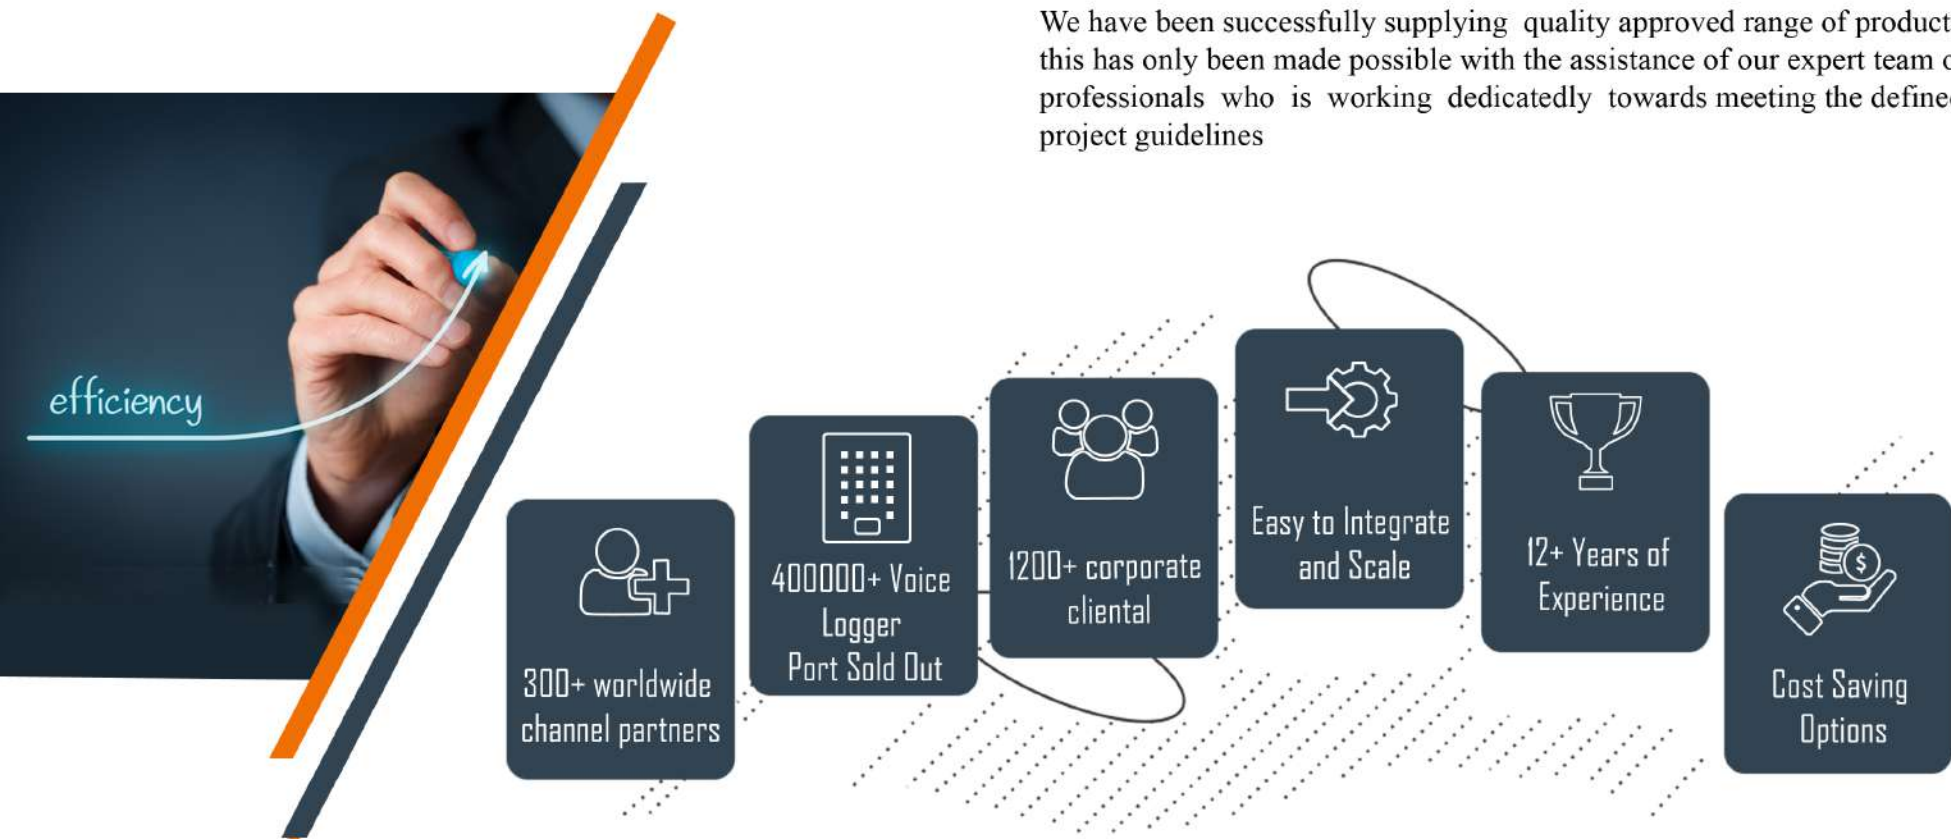 We have been successfully supplying quality approved range of product
this has only been made possible with the assistance of our expert team
professionals who is working dedicatedly towards meeting the define
project guidelines
efficiency
300+ worldwide
channel partners
400000+ Voice
Logger
Port Sold Out
1200+ corporate
cliental
Easy to Integrate
and Scale
12+ Years of
Experience
Cost Saving
Options